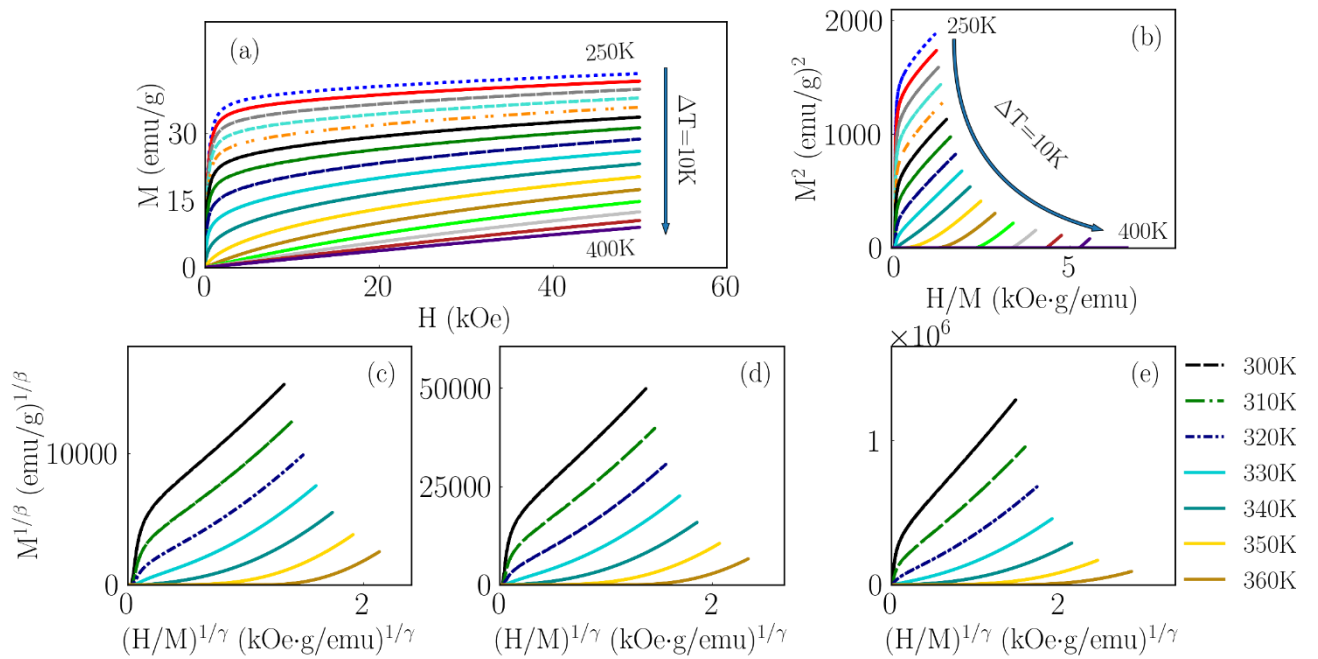 (a)
250K
ΔT=10K
400K
M (emu/g)
30
15
0
0
20
40
60
H (kOe)
(b)
250K
ΔT=10K
400K
M² (emu/g)²
2000
1000
0
0
5
H/M (kOe·g/emu)
(c)
M^{1/β} (emu/g)^{1/β}
10000
0
0
2
(H/M)^{1/γ} (kOe·g/emu)^{1/γ}
(d)
50000
25000
0
0
2
(H/M)^{1/γ} (kOe·g/emu)^{1/γ}
×10⁶
(e)
1
0
0
2
(H/M)^{1/γ} (kOe·g/emu)^{1/γ}
300K
310K
320K
330K
340K
350K
360K